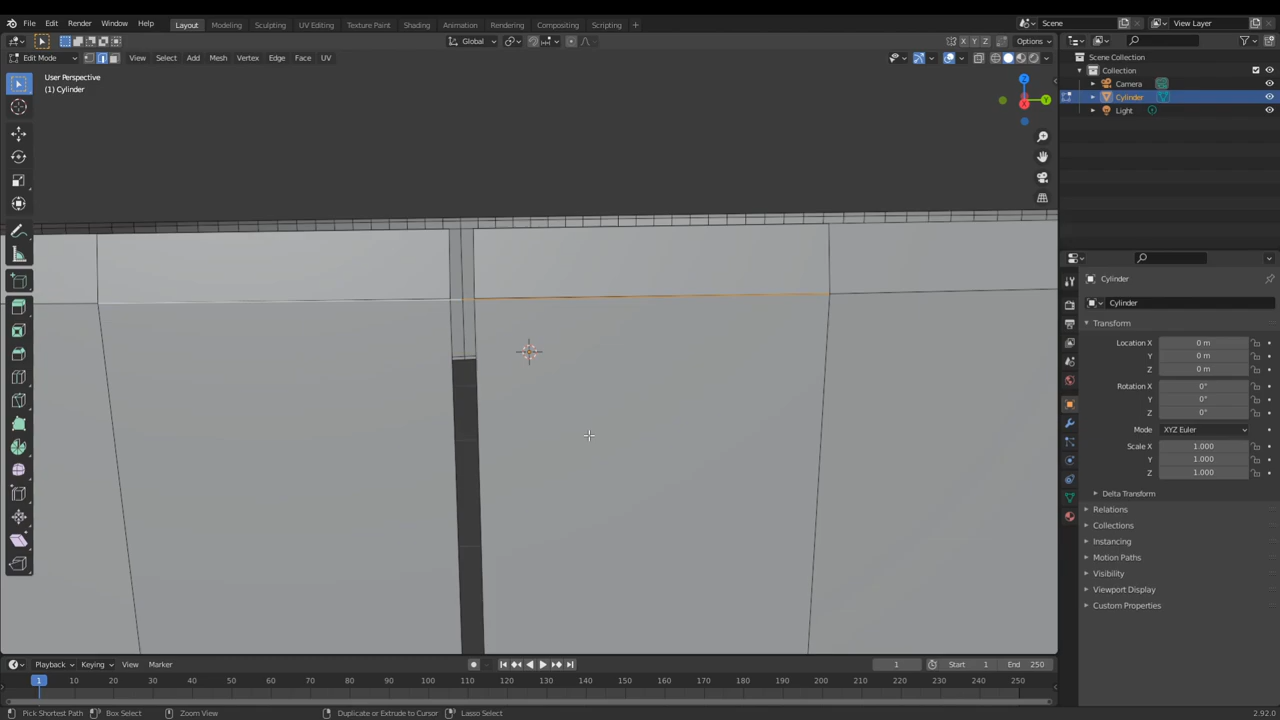 File Edit Render Window Help Layout Modeling Sculpting UV Editing Texture Paint Shading Animation Rendering Compositing Scripting + Scene View Layer
Global X Y Z Options
Edit Mode View Select Add Mesh Vertex Edge Face UV
User Perspective
(1) Cylinder
Z
Y
X
Scene Collection
Collection
Camera
Cylinder
Light
Cylinder
Cylinder
Transform
Location X 0 m
Y 0 m
Z 0 m
Rotation X 0°
Y 0°
Z 0°
Mode XYZ Euler
Scale X 1.000
Y 1.000
Z 1.000
Delta Transform
Relations
Collections
Instancing
Motion Paths
Visibility
Viewport Display
Custom Properties
Playback Keying View Marker 1 Start 1 End 250
1 10 20 30 40 50 60 70 80 90 100 110 120 130 140 150 160 170 180 190 200 210 220 230 240 250
Pick Shortest Path Box Select Zoom View Duplicate or Extrude to Cursor Lasso Select 2.92.0